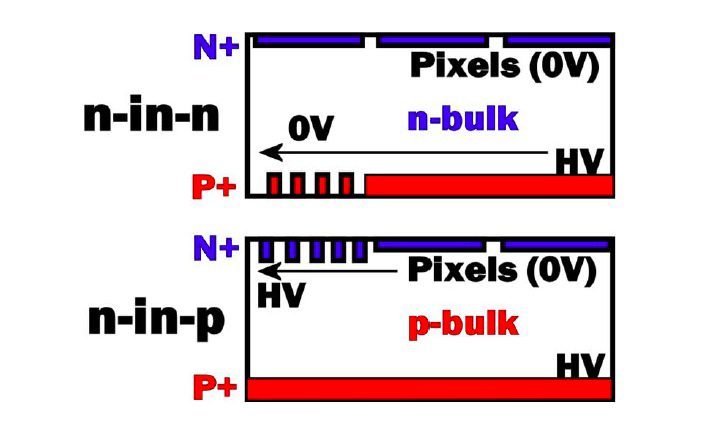 N+
Pixels (0V)
n-in-n
0V
n-bulk
HV
P+
N+
Pixels (0V)
HV
n-in-p
p-bulk
HV
P+